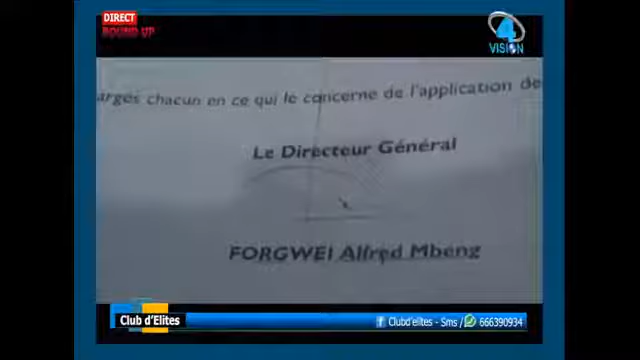 DIRECT
ROUND UP
4
VISION
argés chacun en ce qui le concerne de l'application de
Le Directeur Général
FORGWEI Alfred Mbeng
Club d'Elites
Clubd'elites - Sms / 666390934